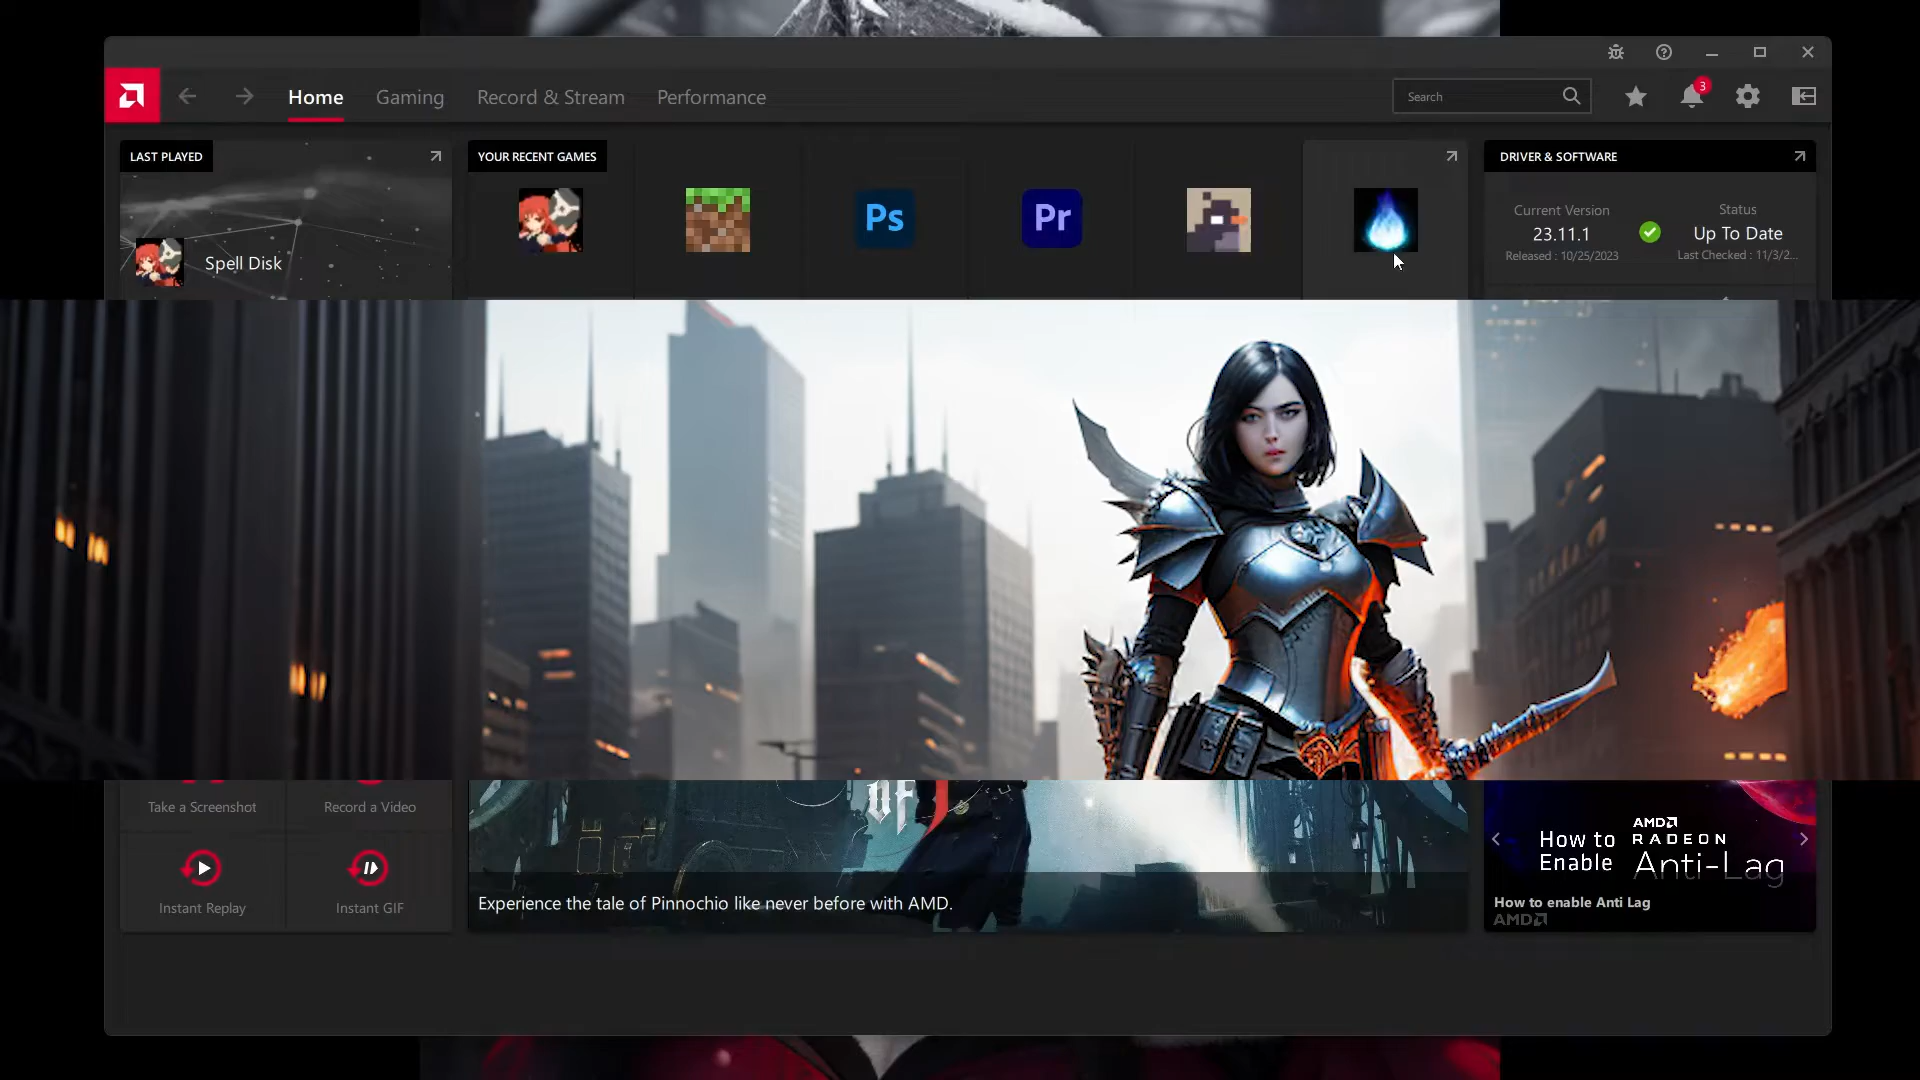 Home
Gaming
Record & Stream
Performance
Search
3
LAST PLAYED
Spell Disk
YOUR RECENT GAMES
Ps
Pr
DRIVER & SOFTWARE
Current Version
23.11.1
Released : 10/25/2023
Status
Up To Date
Last Checked : 11/3/2...
Take a Screenshot
Record a Video
Instant Replay
Instant GIF
OF
Experience the tale of Pinnochio like never before with AMD.
How to
Enable
AMD
RADEON
Anti-Lag
How to enable Anti Lag
AMD